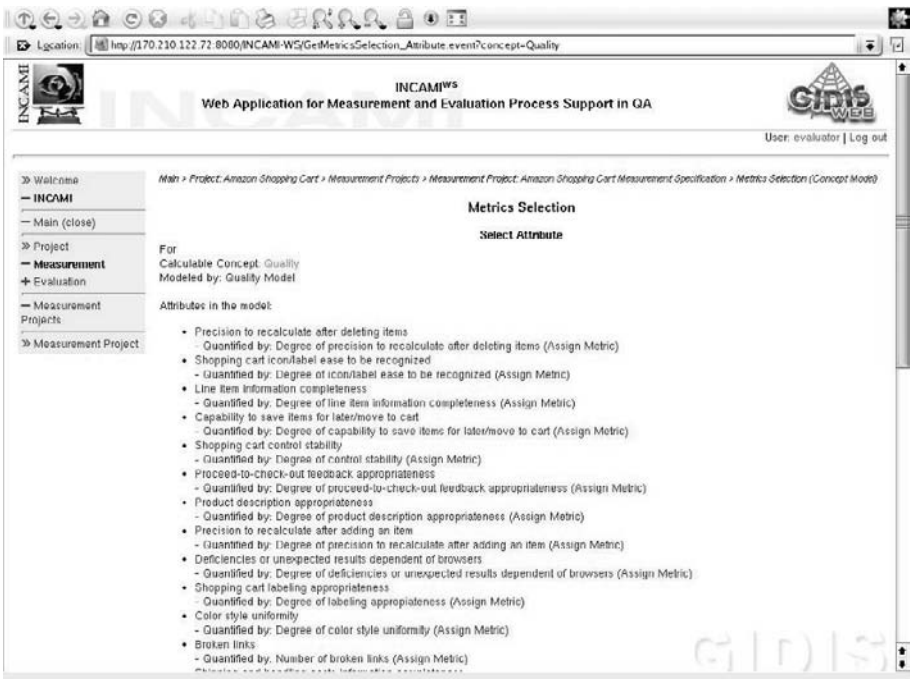 Location: http://170.210.122.72:8080/INCAMI-WS/GetMetricsSelection_Attribute.event?concept=Quality
INCAMI
INCAMI
INCAMIWS
Web Application for Measurement and Evaluation Process Support in QA
GIDIS
WEB
User: evaluator | Log out
» Welcome
– INCAMI
– Main (close)
» Project
– Measurement
+ Evaluation
– Measurement
Projects
» Measurement Project
Main > Project: Amazon Shopping Cart > Measurement Projects > Measurement Project: Amazon Shopping Cart Measurement Specification > Metrics Selection (Concept Model)
Metrics Selection
Select Attribute
For
Calculable Concept: Quality
Modeled by: Quality Model
Attributes in the model:
• Precision to recalculate after deleting items
- Quantified by: Degree of precision to recalculate after deleting items (Assign Metric)
• Shopping cart icon/label ease to be recognized
- Quantified by: Degree of icon/label ease to be recognized (Assign Metric)
• Line item information completeness
- Quantified by: Degree of line item information completeness (Assign Metric)
• Capability to save items for later/move to cart
- Quantified by: Degree of capability to save items for later/move to cart (Assign Metric)
• Shopping cart control stability
- Quantified by: Degree of control stability (Assign Metric)
• Proceed-to-check-out feedback appropriateness
- Quantified by: Degree of proceed-to-check-out feedback appropriateness (Assign Metric)
• Product description appropriateness
- Quantified by: Degree of product description appropriateness (Assign Metric)
• Precision to recalculate after adding an item
- Quantified by: Degree of precision to recalculate after adding an item (Assign Metric)
• Deficiencies or unexpected results dependent of browsers
- Quantified by: Degree of deficiencies or unexpected results dependent of browsers (Assign Metric)
• Shopping cart labeling appropriateness
- Quantified by: Degree of labeling appropiateness (Assign Metric)
• Color style uniformity
- Quantified by: Degree of color style uniformity (Assign Metric)
• Broken links
- Quantified by: Number of broken links (Assign Metric)
• Shipping and handling costs information completeness
GIDIS